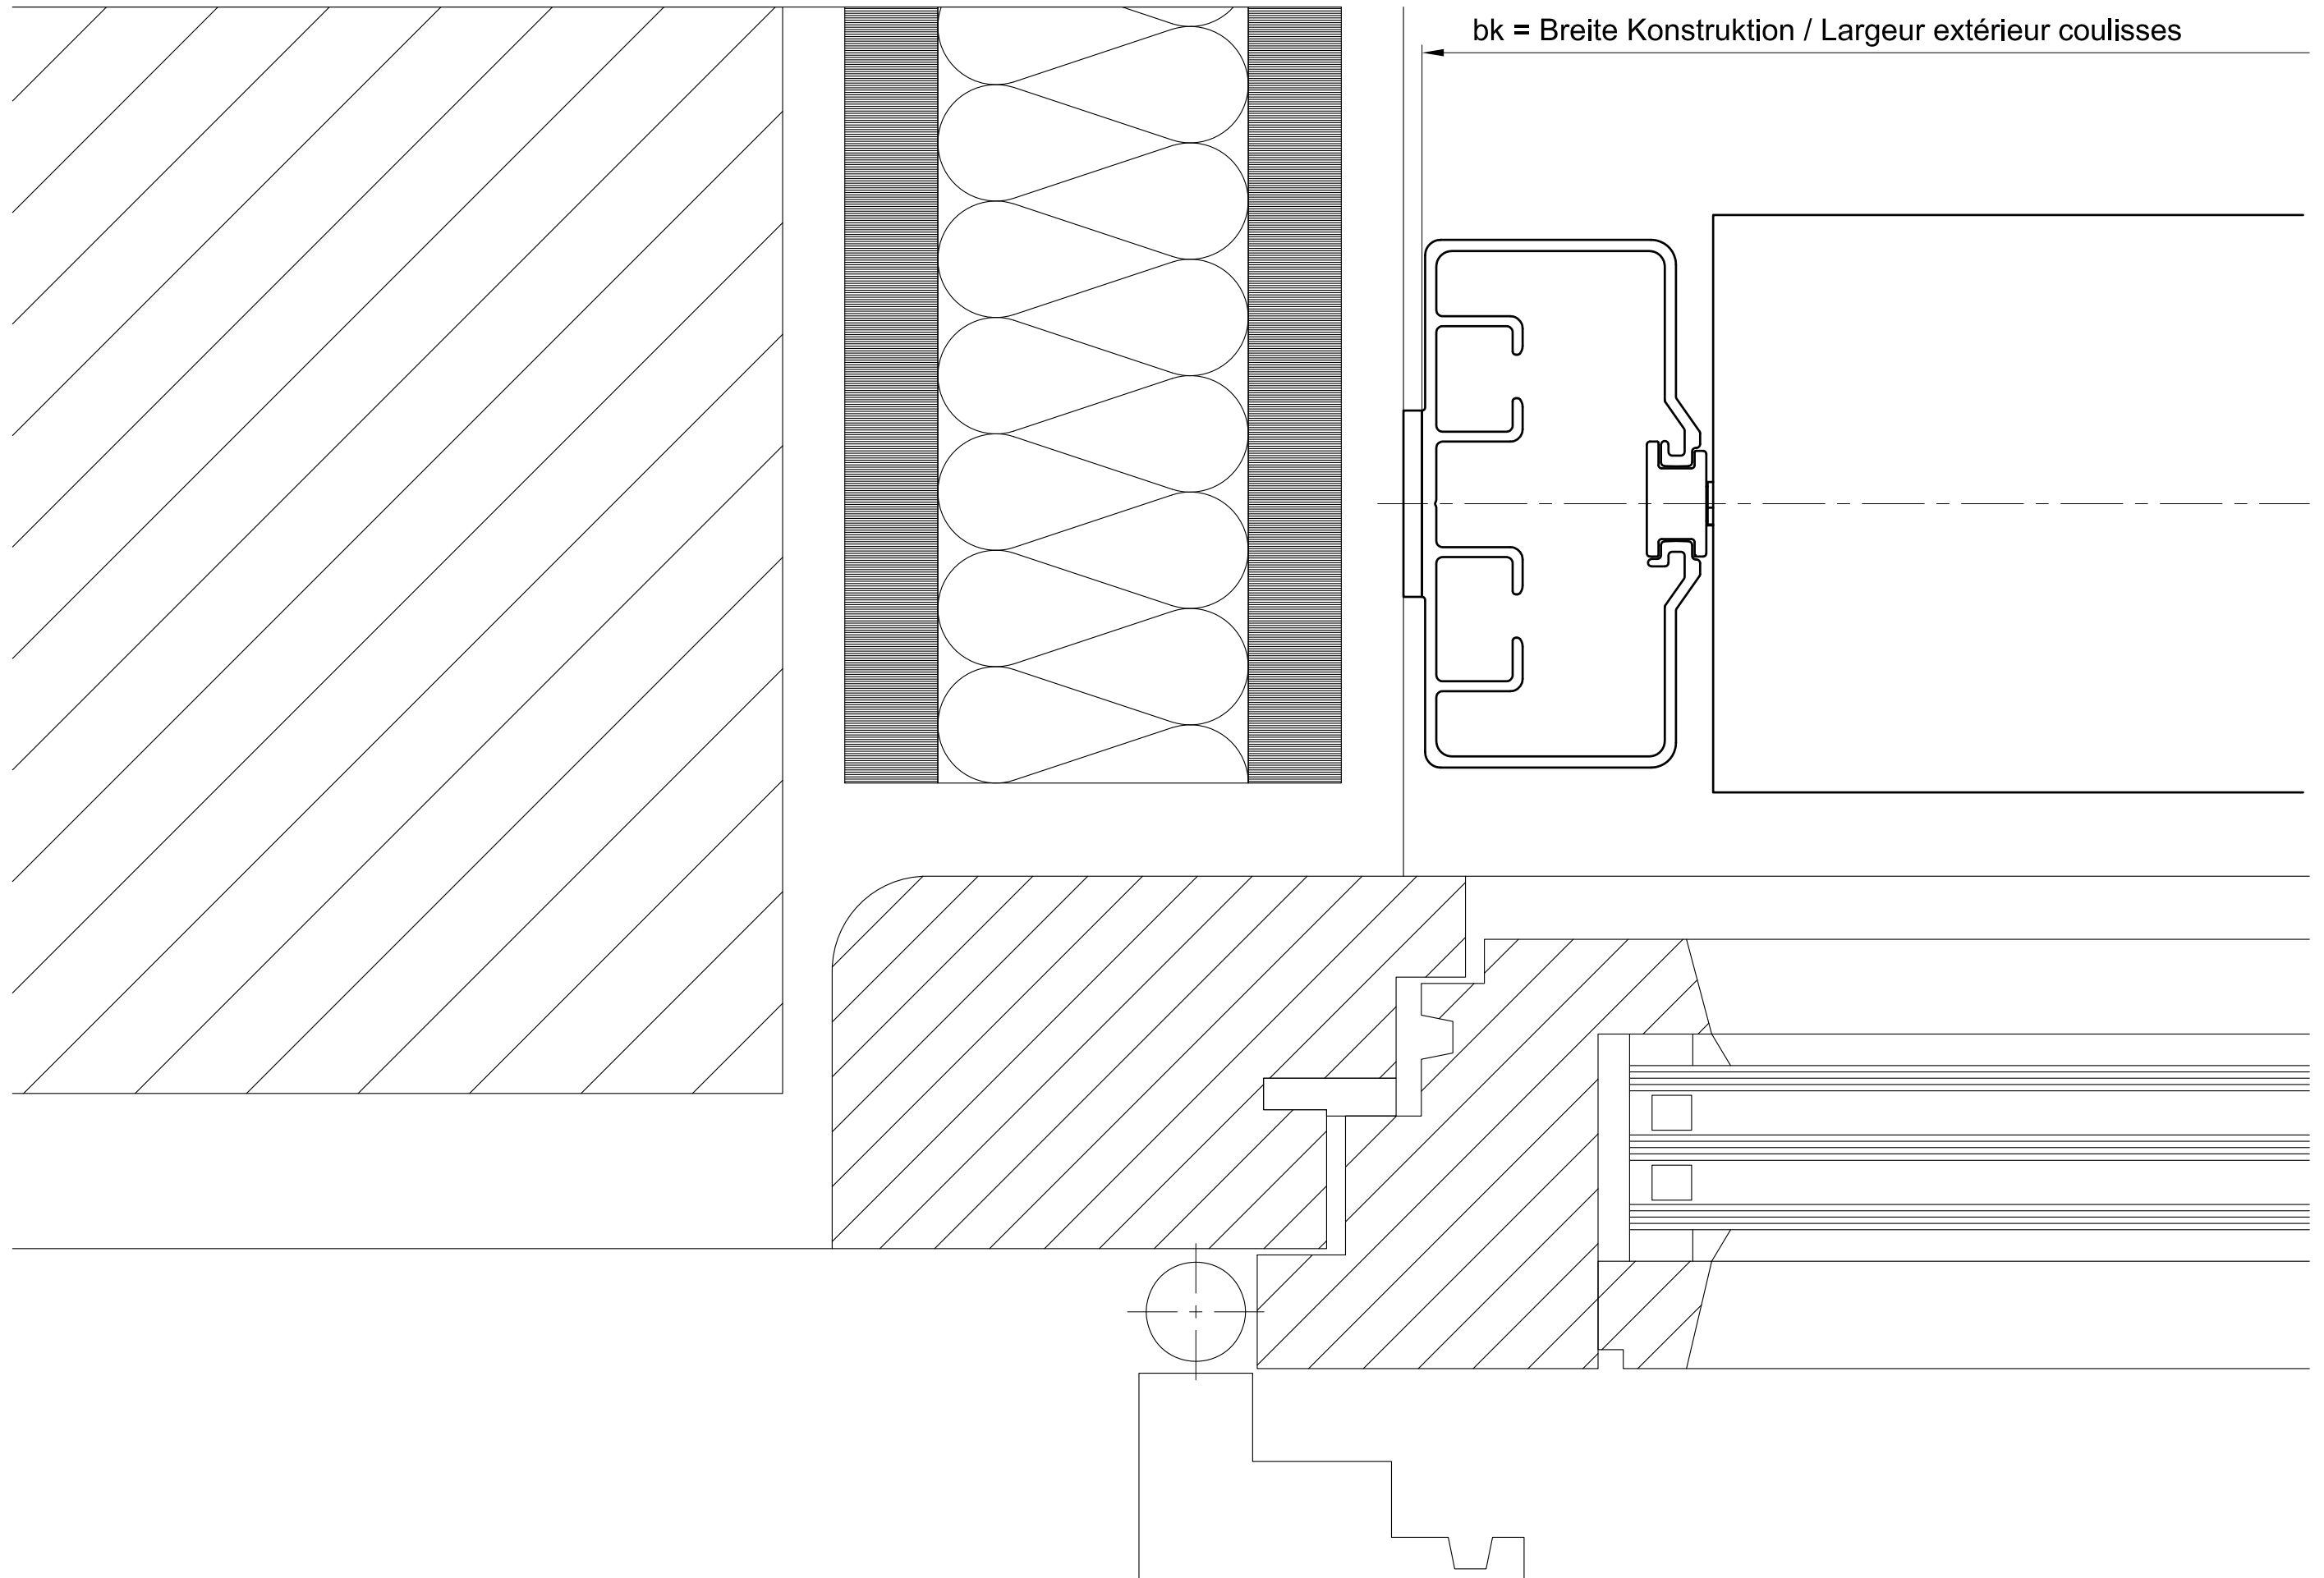 bk = Breite Konstruktion / Largeur extérieur coulisses